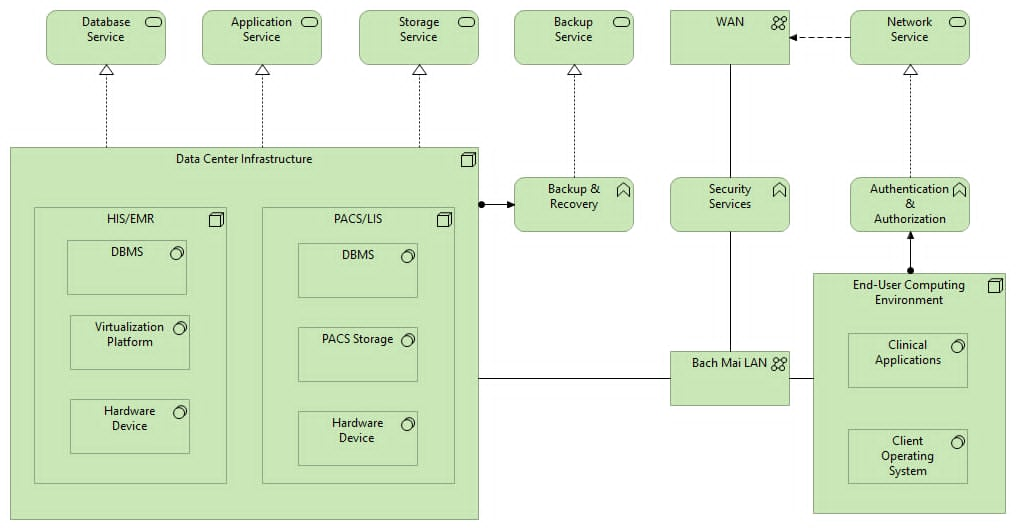 Database
Service
Application
Service
Storage
Service
Backup
Service
WAN
Network
Service
Data Center Infrastructure
HIS/EMR
DBMS
Virtualization
Platform
Hardware
Device
PACS/LIS
DBMS
PACS Storage
Hardware
Device
Backup &
Recovery
Security
Services
Authentication
&
Authorization
Bach Mai LAN
End-User Computing
Environment
Clinical
Applications
Client
Operating
System